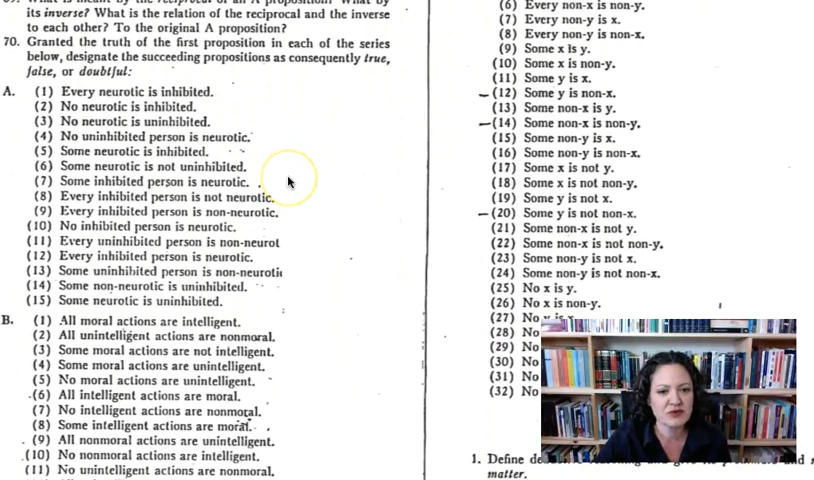 its inverse? What is the relation of the reciprocal and the inverse
to each other? To the original A proposition?
70. Granted the truth of the first proposition in each of the series
below, designate the succeeding propositions as consequently true,
false, or doubtful:
A. (1) Every neurotic is inhibited.
(2) No neurotic is inhibited.
(3) No neurotic is uninhibited.
(4) No uninhibited person is neurotic.
(5) Some neurotic is inhibited.
(6) Some neurotic is not uninhibited.
(7) Some inhibited person is neurotic.
(8) Every inhibited person is not neurotic.
(9) Every inhibited person is non-neurotic.
(10) No inhibited person is neurotic.
(11) Every uninhibited person is non-neurot
(12) Every inhibited person is neurotic.
(13) Some uninhibited person is non-neuroti
(14) Some non-neurotic is uninhibited.
(15) Some neurotic is uninhibited.
B. (1) All moral actions are intelligent.
(2) All unintelligent actions are nonmoral.
(3) Some moral actions are not intelligent.
(4) Some moral actions are unintelligent.
(5) No moral actions are unintelligent.
(6) All intelligent actions are moral.
(7) No intelligent actions are nonmoral.
(8) Some intelligent actions are moral.
(9) All nonmoral actions are unintelligent.
(10) No nonmoral actions are intelligent.
(11) No unintelligent actions are nonmoral.
(6) Every non-x is non-y.
(7) Every non-y is x.
(8) Every non-y is non-x.
(9) Some x is y.
(10) Some x is non-y.
(11) Some y is x.
(12) Some y is non-x.
(13) Some non-x is y.
(14) Some non-x is non-y.
(15) Some non-y is x.
(16) Some non-y is non-x.
(17) Some x is not y.
(18) Some x is not non-y.
(19) Some y is not x.
(20) Some y is not non-x.
(21) Some non-x is not y.
(22) Some non-x is not non-y.
(23) Some non-y is not x.
(24) Some non-y is not non-x.
(25) No x is y.
(26) No x is non-y.
(27) No y is x.
(28) No
(29) No
(30) No
(31) No
(32) No
1. Define
matter.